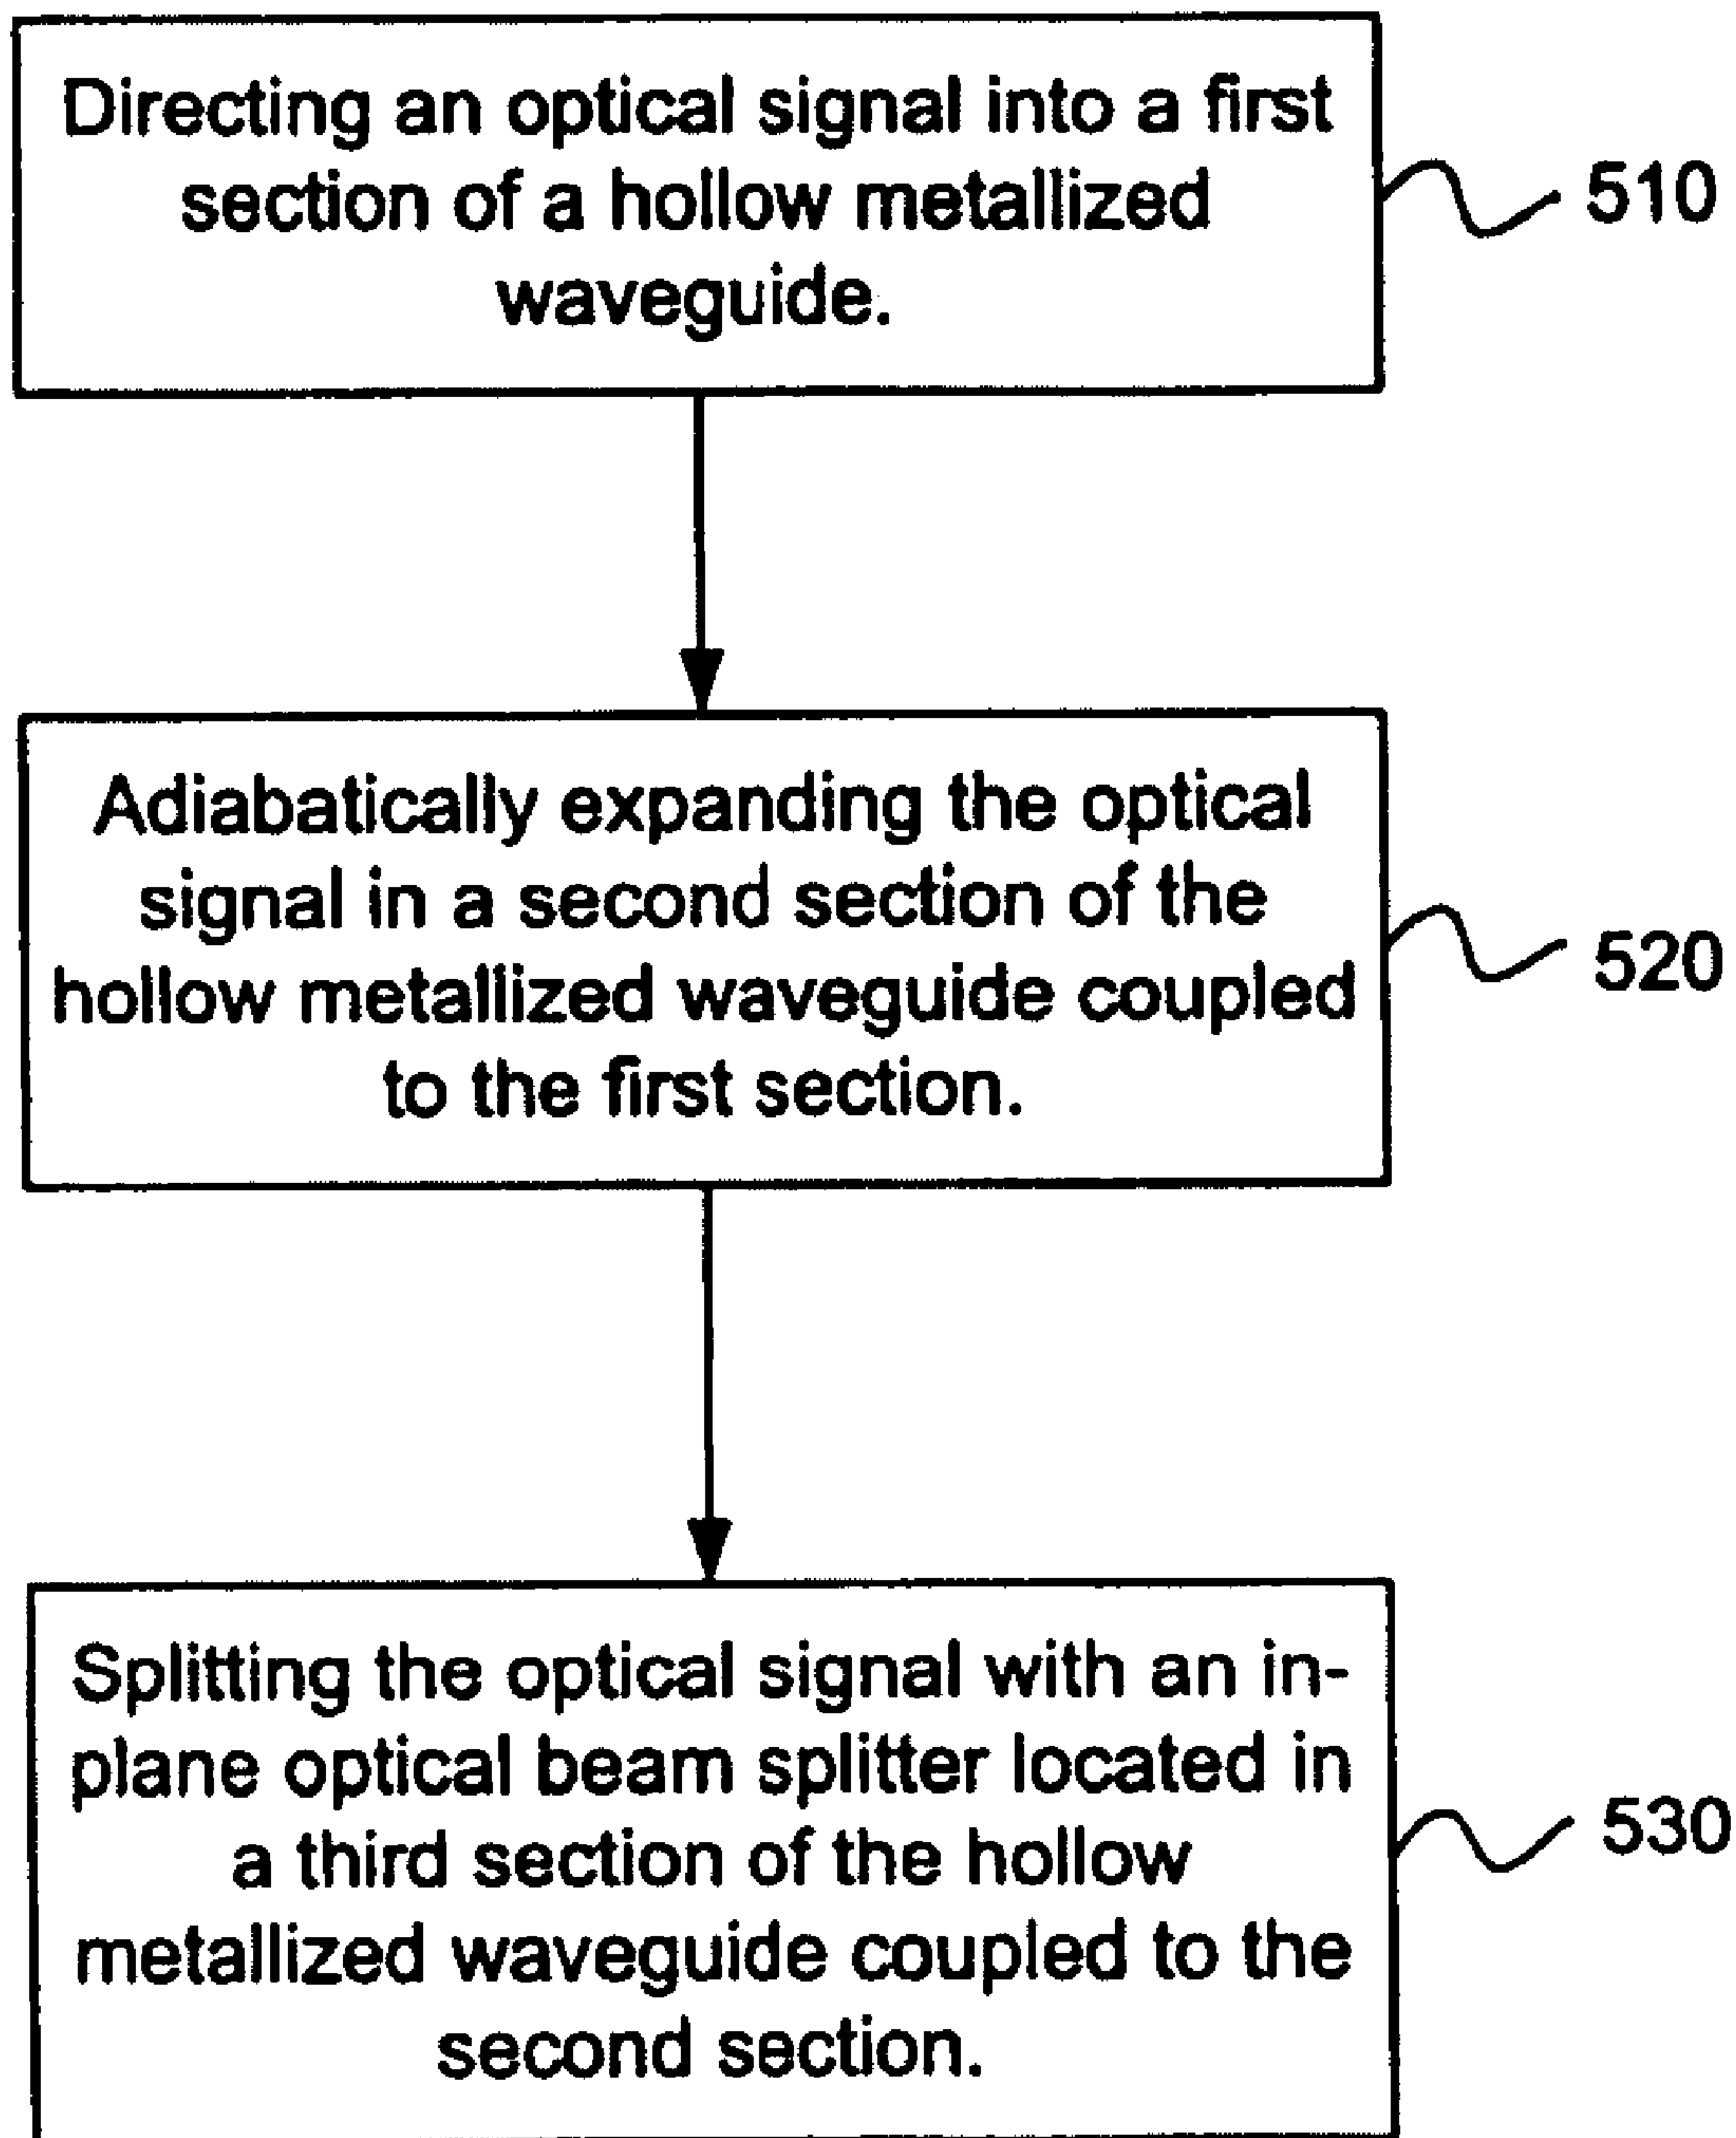 Directing an optical signal into a first
section of a hollow metallized
waveguide.
510
Adiabatically expanding the optical
signal in a second section of the
hollow metallized waveguide coupled
to the first section.
520
Splitting the optical signal with an in-
plane optical beam splitter located in
a third section of the hollow
metallized waveguide coupled to the
second section.
530